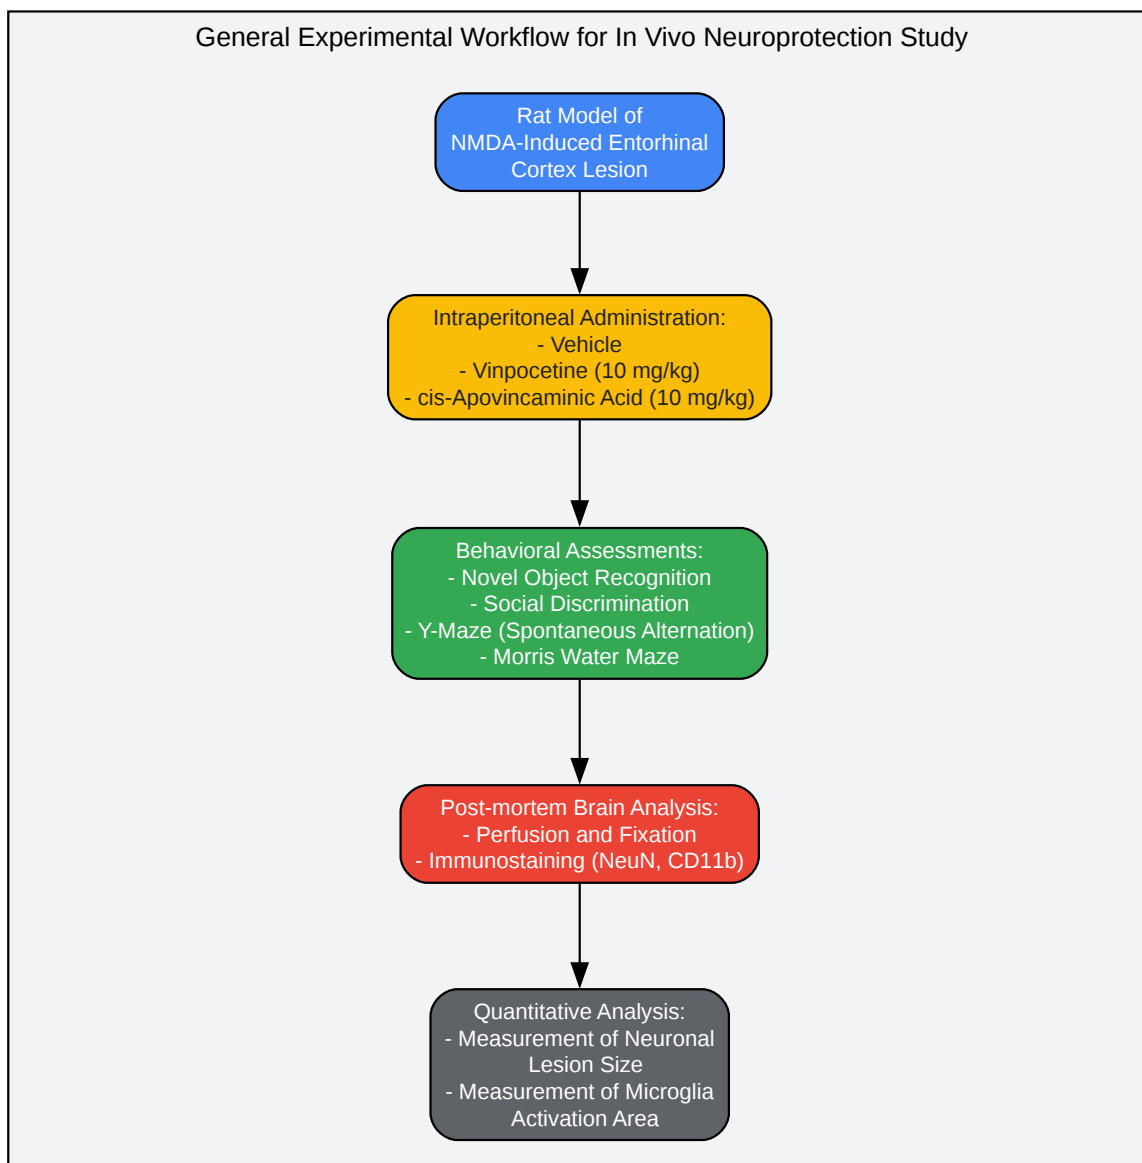 General Experimental Workflow for In Vivo Neuroprotection Study
Rat Model of
NMDA-Induced Entorhinal
Cortex Lesion
Intraperitoneal Administration:
- Vehicle
- Vinpocetine (10 mg/kg)
- cis-Apovincaminic Acid (10 mg/kg)
Behavioral Assessments:
- Novel Object Recognition
- Social Discrimination
- Y-Maze (Spontaneous Alternation)
- Morris Water Maze
Post-mortem Brain Analysis:
- Perfusion and Fixation
- Immunostaining (NeuN, CD11b)
Quantitative Analysis:
- Measurement of Neuronal
Lesion Size
- Measurement of Microglia
Activation Area